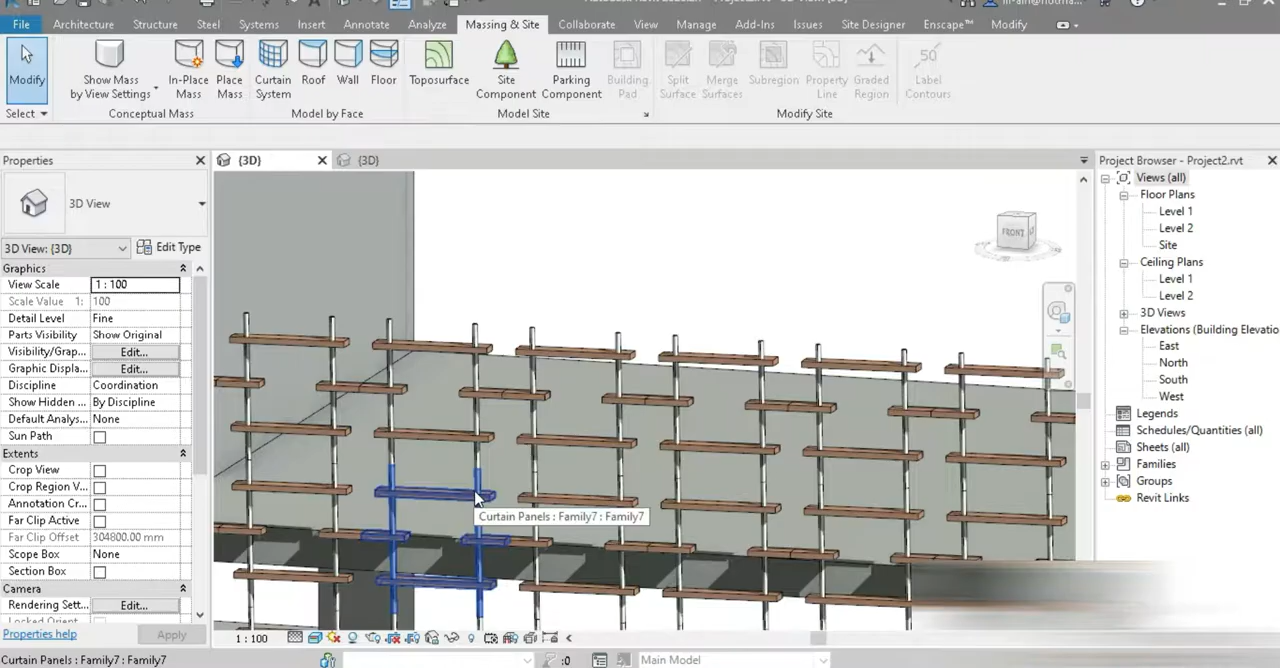 File Architecture Structure Steel Systems Insert Annotate Analyze Massing & Site Collaborate View Manage Add-Ins Issues Site Designer Enscape™ Modify
Modify
Show Mass
by View Settings
In-Place
Mass
Place
Mass
Curtain
System
Roof
Wall
Floor
Toposurface
Site
Component
Parking
Component
Building
Pad
Split
Surface
Merge
Surfaces
Subregion
Property
Line
Graded
Region
50
Label
Contours
Select
Conceptual Mass
Model by Face
Model Site
Modify Site
Properties
3D View
3D View: {3D}
Edit Type
Graphics
View Scale 1 : 100
Scale Value 1: 100
Detail Level Fine
Parts Visibility Show Original
Visibility/Grap... Edit...
Graphic Displa... Edit...
Discipline Coordination
Show Hidden ... By Discipline
Default Analys... None
Sun Path
Extents
Crop View
Crop Region V...
Annotation Cr...
Far Clip Active
Far Clip Offset 304800.00 mm
Scope Box None
Section Box
Camera
Rendering Sett... Edit...
Locked Orient
Properties help
Apply
{3D}
{3D}
FRONT
Curtain Panels : Family7 : Family7
1 : 100
Project Browser - Project2.rvt
Views (all)
Floor Plans
Level 1
Level 2
Site
Ceiling Plans
Level 1
Level 2
3D Views
Elevations (Building Elevatio
East
North
South
West
Legends
Schedules/Quantities (all)
Sheets (all)
Families
Groups
Revit Links
Curtain Panels : Family7 : Family7
:0
Main Model